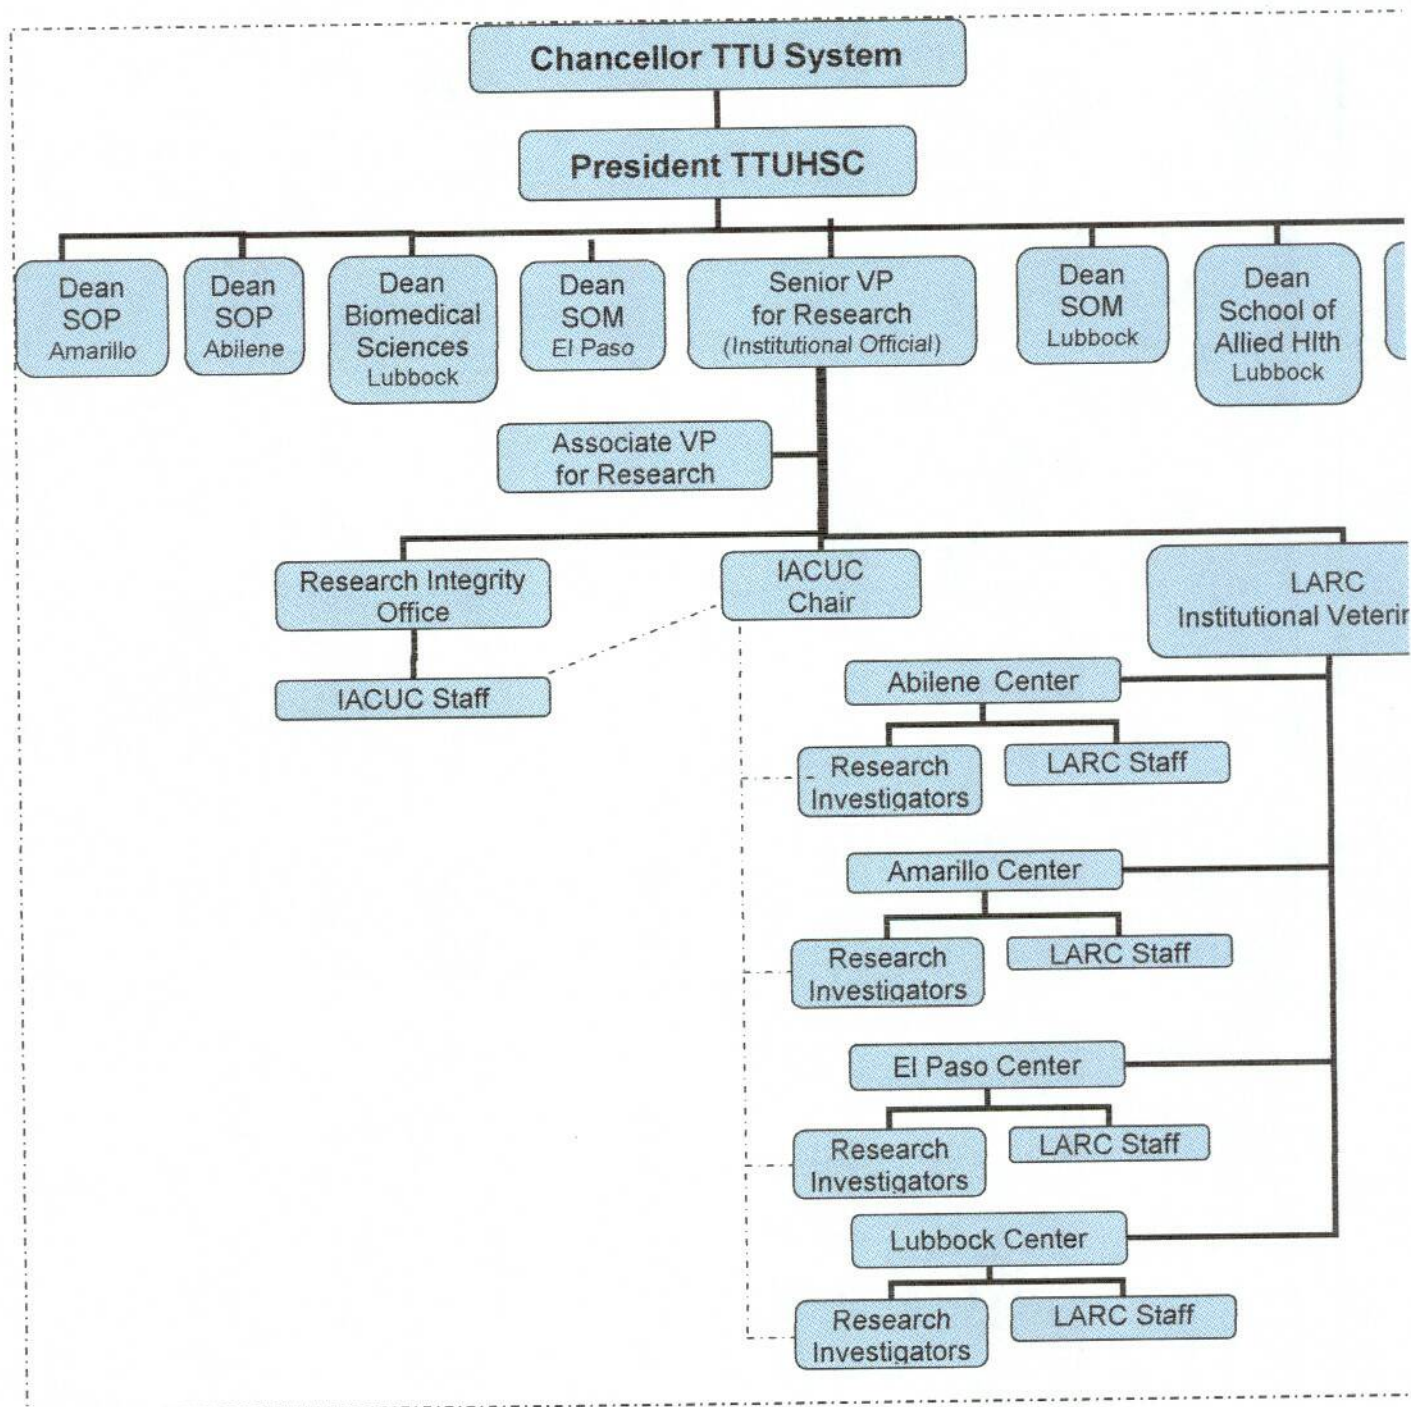 Chancellor TTU System
President TTUHSC
Dean
SOP
Amarillo
Dean
SOP
Abilene
Dean
Biomedical
Sciences
Lubbock
Dean
SOM
El Paso
Senior VP
for Research
(Institutional Official)
Dean
SOM
Lubbock
Dean
School of
Allied Hlth
Lubbock
Associate VP
for Research
Research Integrity
Office
IACUC
Chair
LARC
Institutional Veterin
IACUC Staff
Abilene Center
Research
Investigators
LARC Staff
Amarillo Center
Research
Investigators
LARC Staff
El Paso Center
Research
Investigators
LARC Staff
Lubbock Center
Research
Investigators
LARC Staff